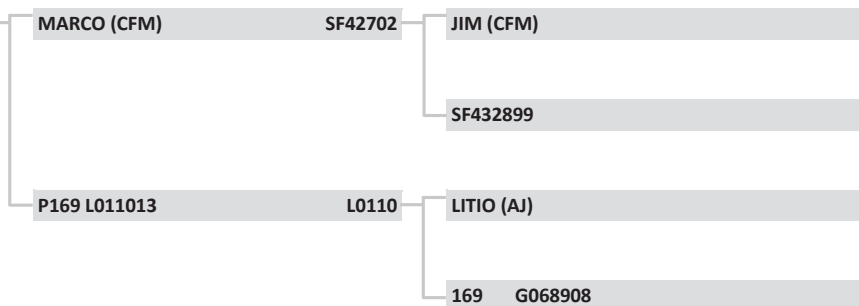 MARCO (CFM) SF42702 JIM (CFM)
SF432899
P169 L011013 L0110 LITIO (AJ)
169 G068908